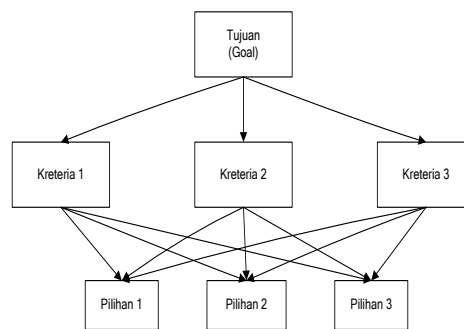 Tujuan
(Goal)
Kreteria 1
Kreteria 2
Kreteria 3
Pilihan 1
Pilihan 2
Pilihan 3